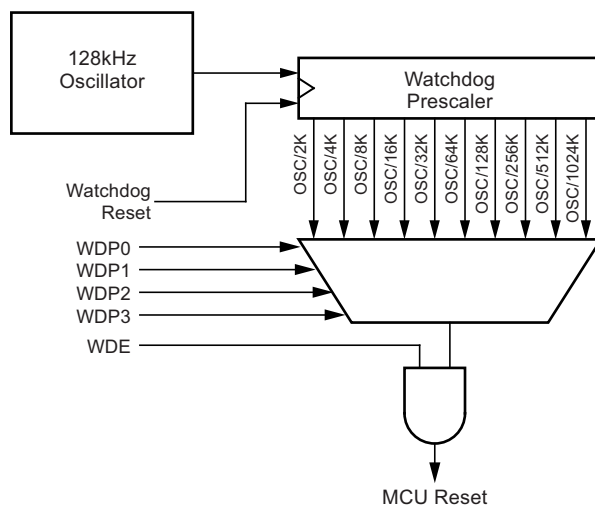 128kHz
Oscillator
Watchdog
Prescaler
OSC/2K
OSC/4K
OSC/8K
OSC/16K
OSC/32K
OSC/64K
OSC/128K
OSC/256K
OSC/512K
OSC/1024K
Watchdog
Reset
WDP0
WDP1
WDP2
WDP3
WDE
MCU Reset